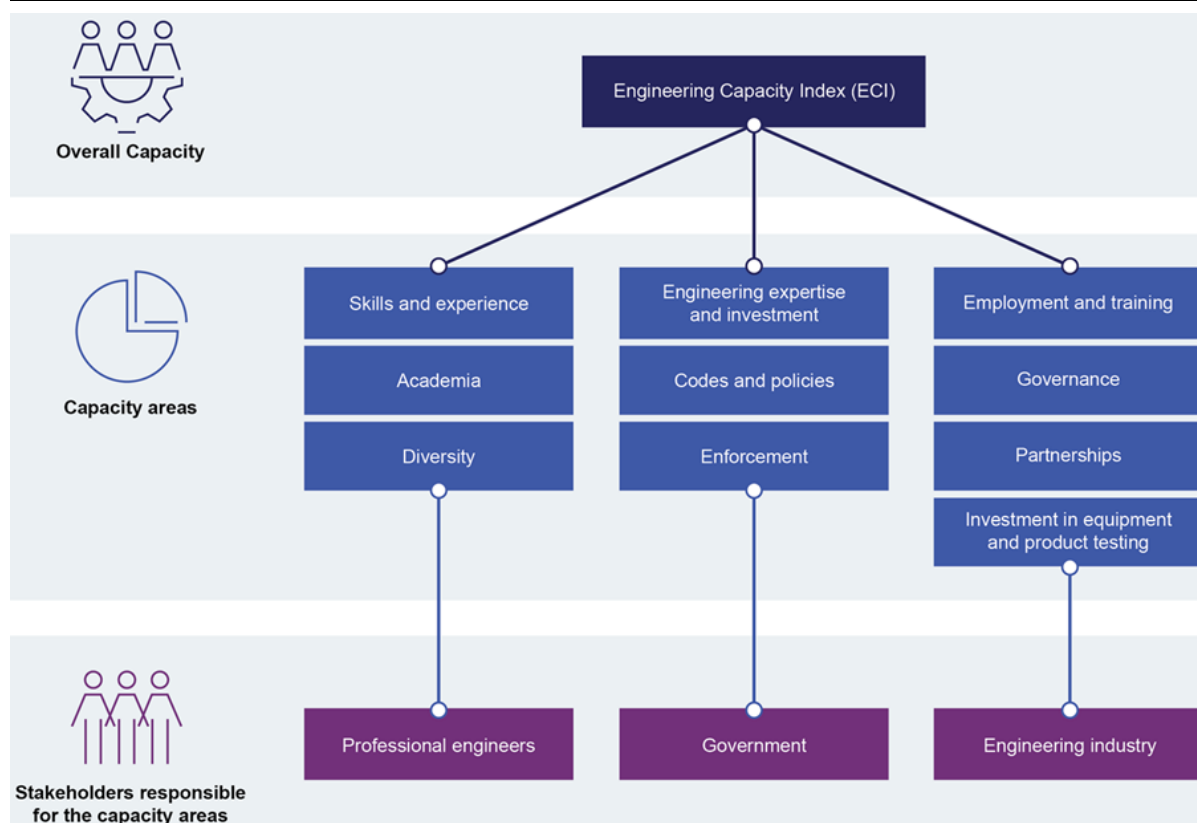 Overall Capacity
Engineering Capacity Index (ECI)
Capacity areas
Skills and experience
Academia
Diversity
Engineering expertise
and investment
Codes and policies
Enforcement
Employment and training
Governance
Partnerships
Investment in equipment
and product testing
Stakeholders responsible
for the capacity areas
Professional engineers
Government
Engineering industry